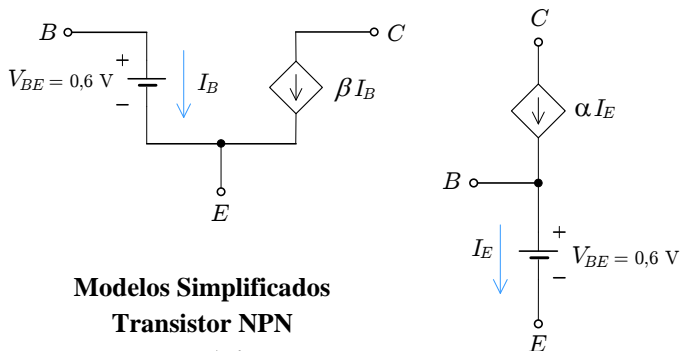 B
V_BE = 0,6 V
+
−
I_B
βI_B
C
E
C
αI_E
B
I_E
+
−
V_BE = 0,6 V
E
Modelos Simplificados
Transistor NPN